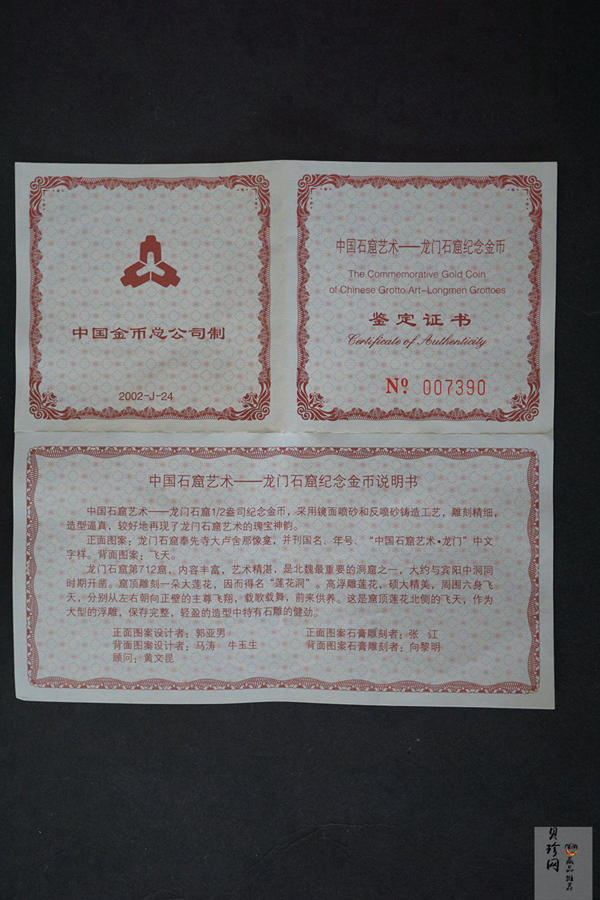 中国金币总公司制
2002-J-24
中国石窟艺术——龙门石窟纪念金币
The Commemorative Gold Coin
of Chinese Grotto Art-Longmen Grottoes
鉴定证书
Certificate of Authenticity
Nº 007390
中国石窟艺术——龙门石窟纪念金币说明书
中国石窟艺术——龙门石窟1/2盎司纪念金币，采用镜面喷砂和反喷砂铸造工艺，雕刻精细，
造型逼真，较好地再现了龙门石窟艺术的瑰宝神韵。
正面图案：龙门石窟奉先寺大卢舍那像龛，并刊国名、年号、“中国石窟艺术·龙门”中文
字样。背面图案：飞天。
龙门石窟第712窟，内容丰富，艺术精湛，是北魏最重要的洞窟之一，大约与宾阳中洞同
时期开凿。窟顶雕刻一朵大莲花，因而得名“莲花洞”。高浮雕莲花，硕大精美，周围六身飞
天，分别从左右朝向正壁的主尊飞翔，载歌载舞，前来供养。这是窟顶莲花北侧的飞天，作为
大型的浮雕，保存完整，轻盈的造型中特有石雕的健劲。
正面图案设计者：郭亚男
正面图案石膏雕刻者：张 江
背面图案设计者：马涛 牛玉生
背面图案石膏雕刻者：向黎明
顾问：黄文昆
贝珍网